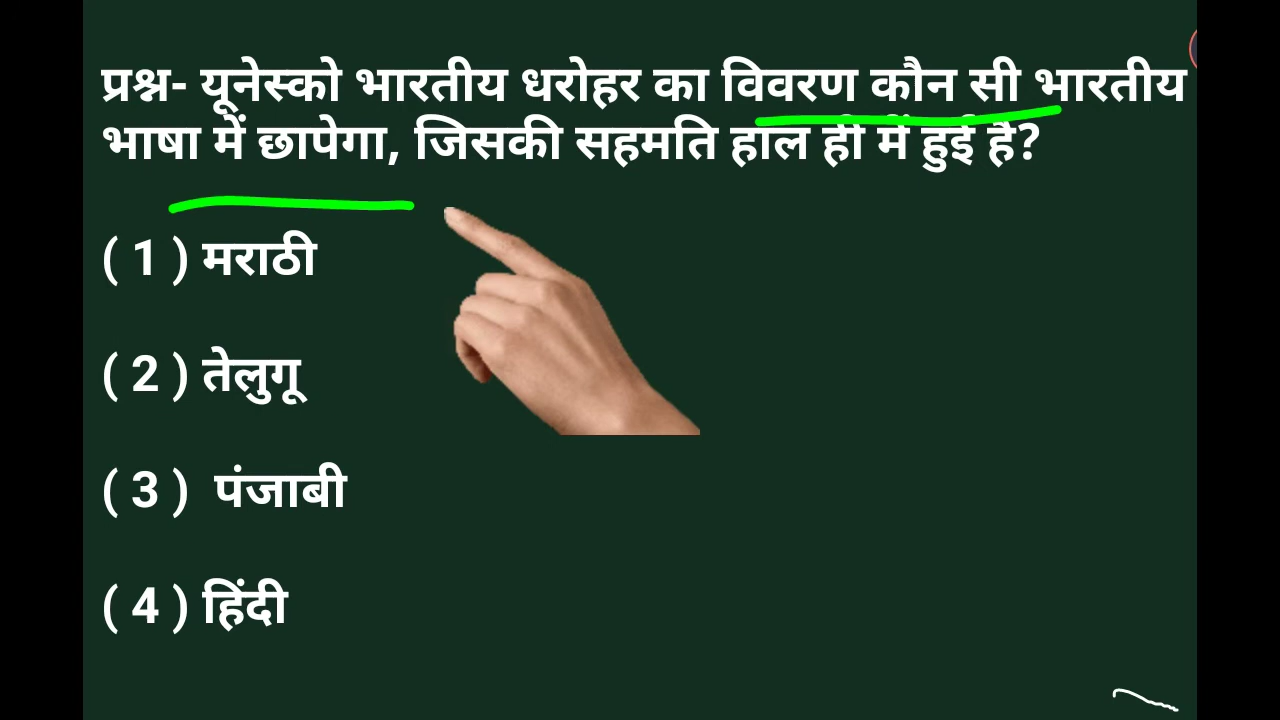 प्रश्न- यूनेस्को भारतीय धरोहर का विवरण कौन सी भारतीय
भाषा में छापेगा, जिसकी सहमति हाल ही में हुई है?
( 1 ) मराठी
( 2 ) तेलुगू
( 3 ) पंजाबी
( 4 ) हिंदी